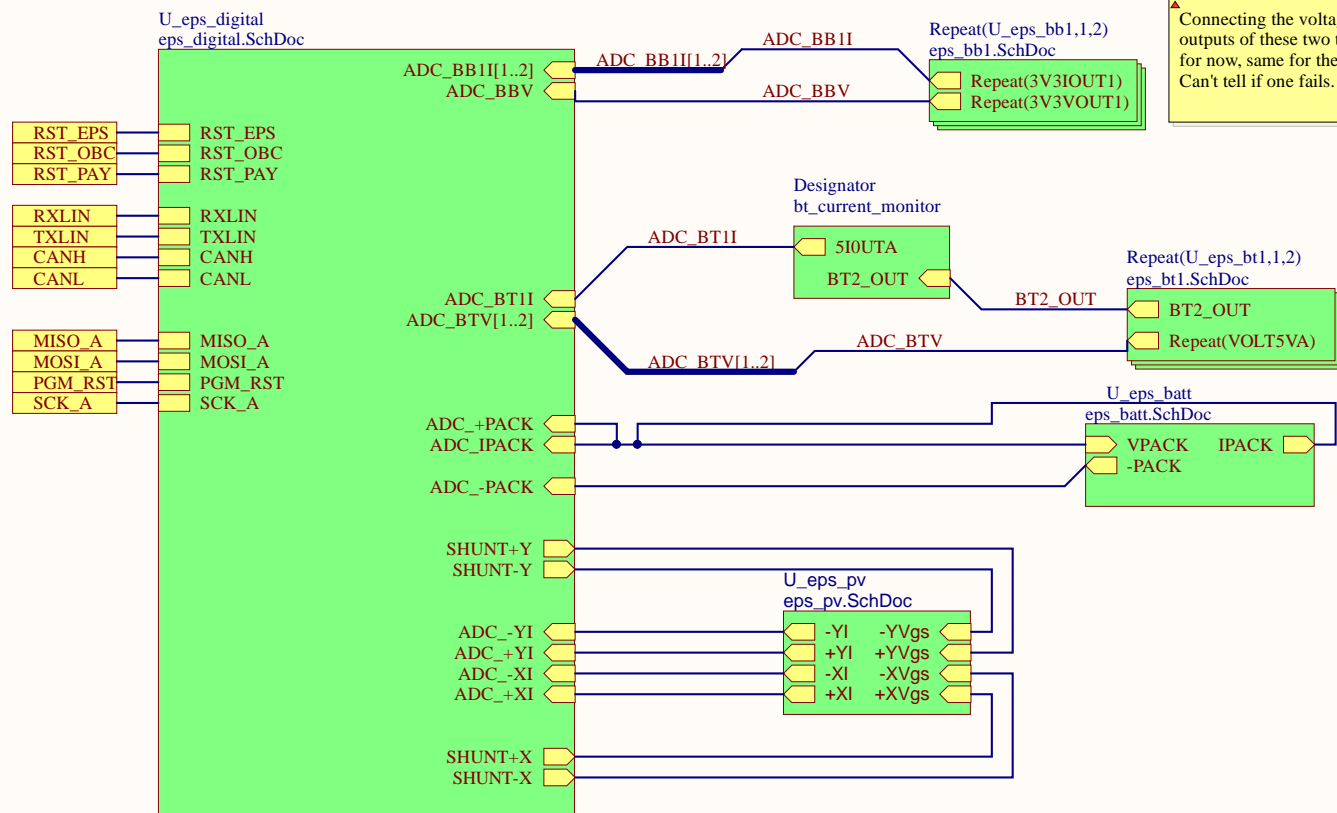 U_eps_digital
eps_digital.SchDoc
RST_EPS
RST_OBC
RST_PAY
RXLIN
TXLIN
CANH
CANL
MISO_A
MOSI_A
PGM_RST
SCK_A
RST_EPS
RST_OBC
RST_PAY
RXLIN
TXLIN
CANH
CANL
MISO_A
MOSI_A
PGM_RST
SCK_A
ADC_BB1I[1..2]
ADC_BBV
ADC_BT1I
ADC_BTV[1..2]
ADC_+PACK
ADC_IPACK
ADC_-PACK
SHUNT+Y
SHUNT-Y
ADC_-YI
ADC_+YI
ADC_-XI
ADC_+XI
SHUNT+X
SHUNT-X
ADC_BB1I[1..2]
ADC_BB1I
ADC_BBV
Repeat(U_eps_bb1,1,2)
eps_bb1.SchDoc
Repeat(3V3IOUT1)
Repeat(3V3VOUT1)
Connecting the
outputs of these two
for now, same for the
Can't tell if one fails.
ADC_BT1I
Designator
bt_current_monitor
5I0UTA
BT2_OUT
BT2_OUT
Repeat(U_eps_bt1,1,2)
eps_bt1.SchDoc
BT2_OUT
Repeat(VOLT5VA)
ADC_BTV[1..2]
ADC_BTV
U_eps_batt
eps_batt.SchDoc
VPACK IPACK
-PACK
U_eps_pv
eps_pv.SchDoc
-YI -YVgs
+YI +YVgs
-XI -XVgs
+XI +XVgs